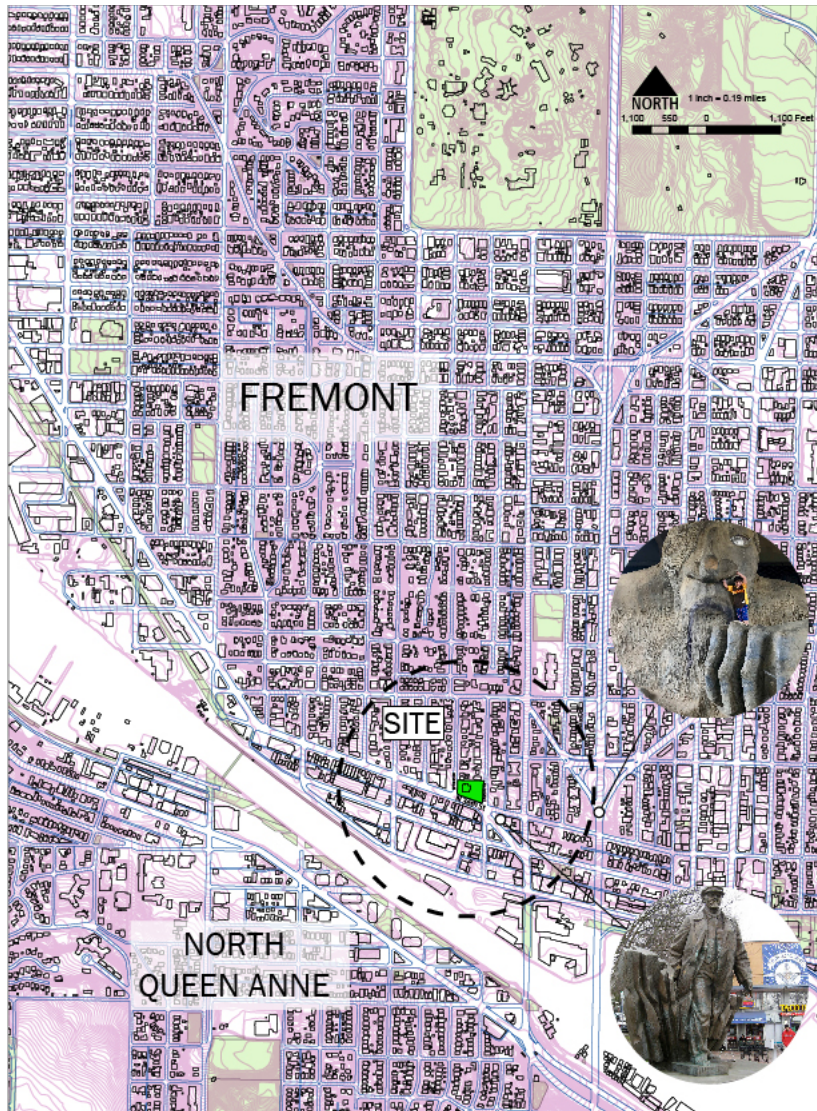 NORTH
1 inch = 0.19 miles
1,100 550 0 1,100 Feet
FREMONT
SITE
NORTH
QUEEN ANNE